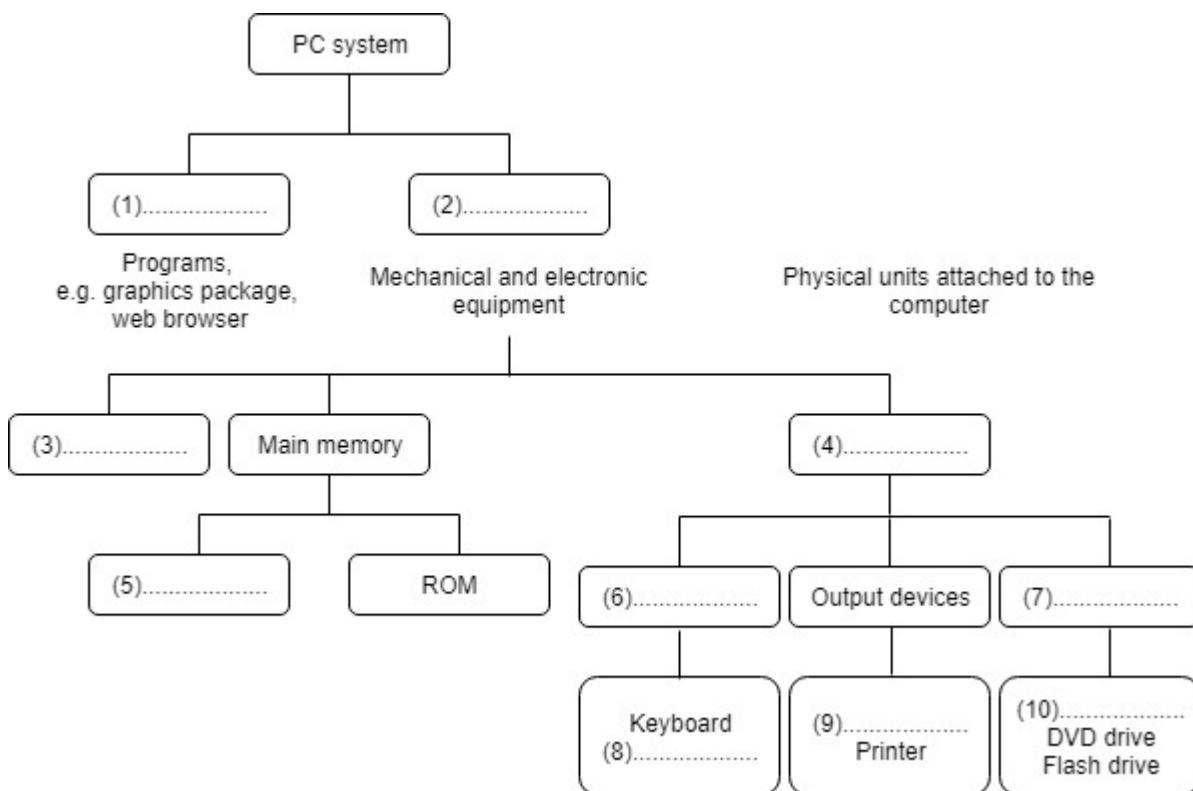 PC system
(1)...................
(2)...................
Programs,
e.g. graphics package,
web browser
Mechanical and electronic
equipment
Physical units attached to the
computer
(3)...................
Main memory
(4)...................
(5)...................
ROM
(6)...................
Output devices
(7)...................
Keyboard
(8)...................
(9)...................
Printer
(10)...................
DVD drive
Flash drive